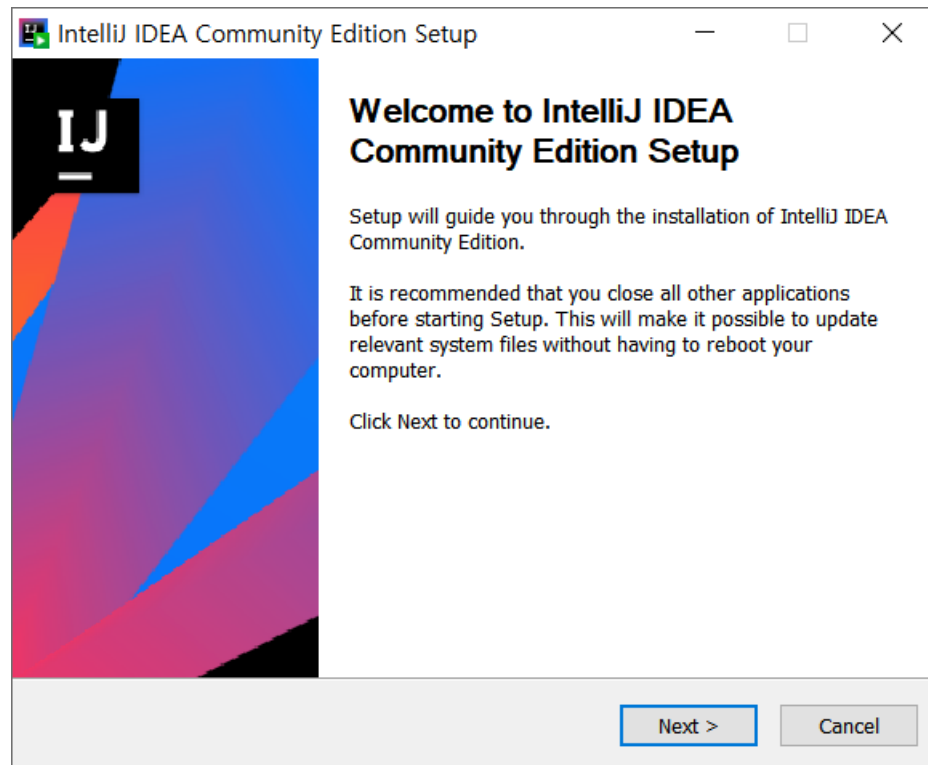 IntelliJ IDEA Community Edition Setup
IJ
Welcome to IntelliJ IDEA
Community Edition Setup
Setup will guide you through the installation of IntelliJ IDEA
Community Edition.
It is recommended that you close all other applications
before starting Setup. This will make it possible to update
relevant system files without having to reboot your
computer.
Click Next to continue.
Next >
Cancel